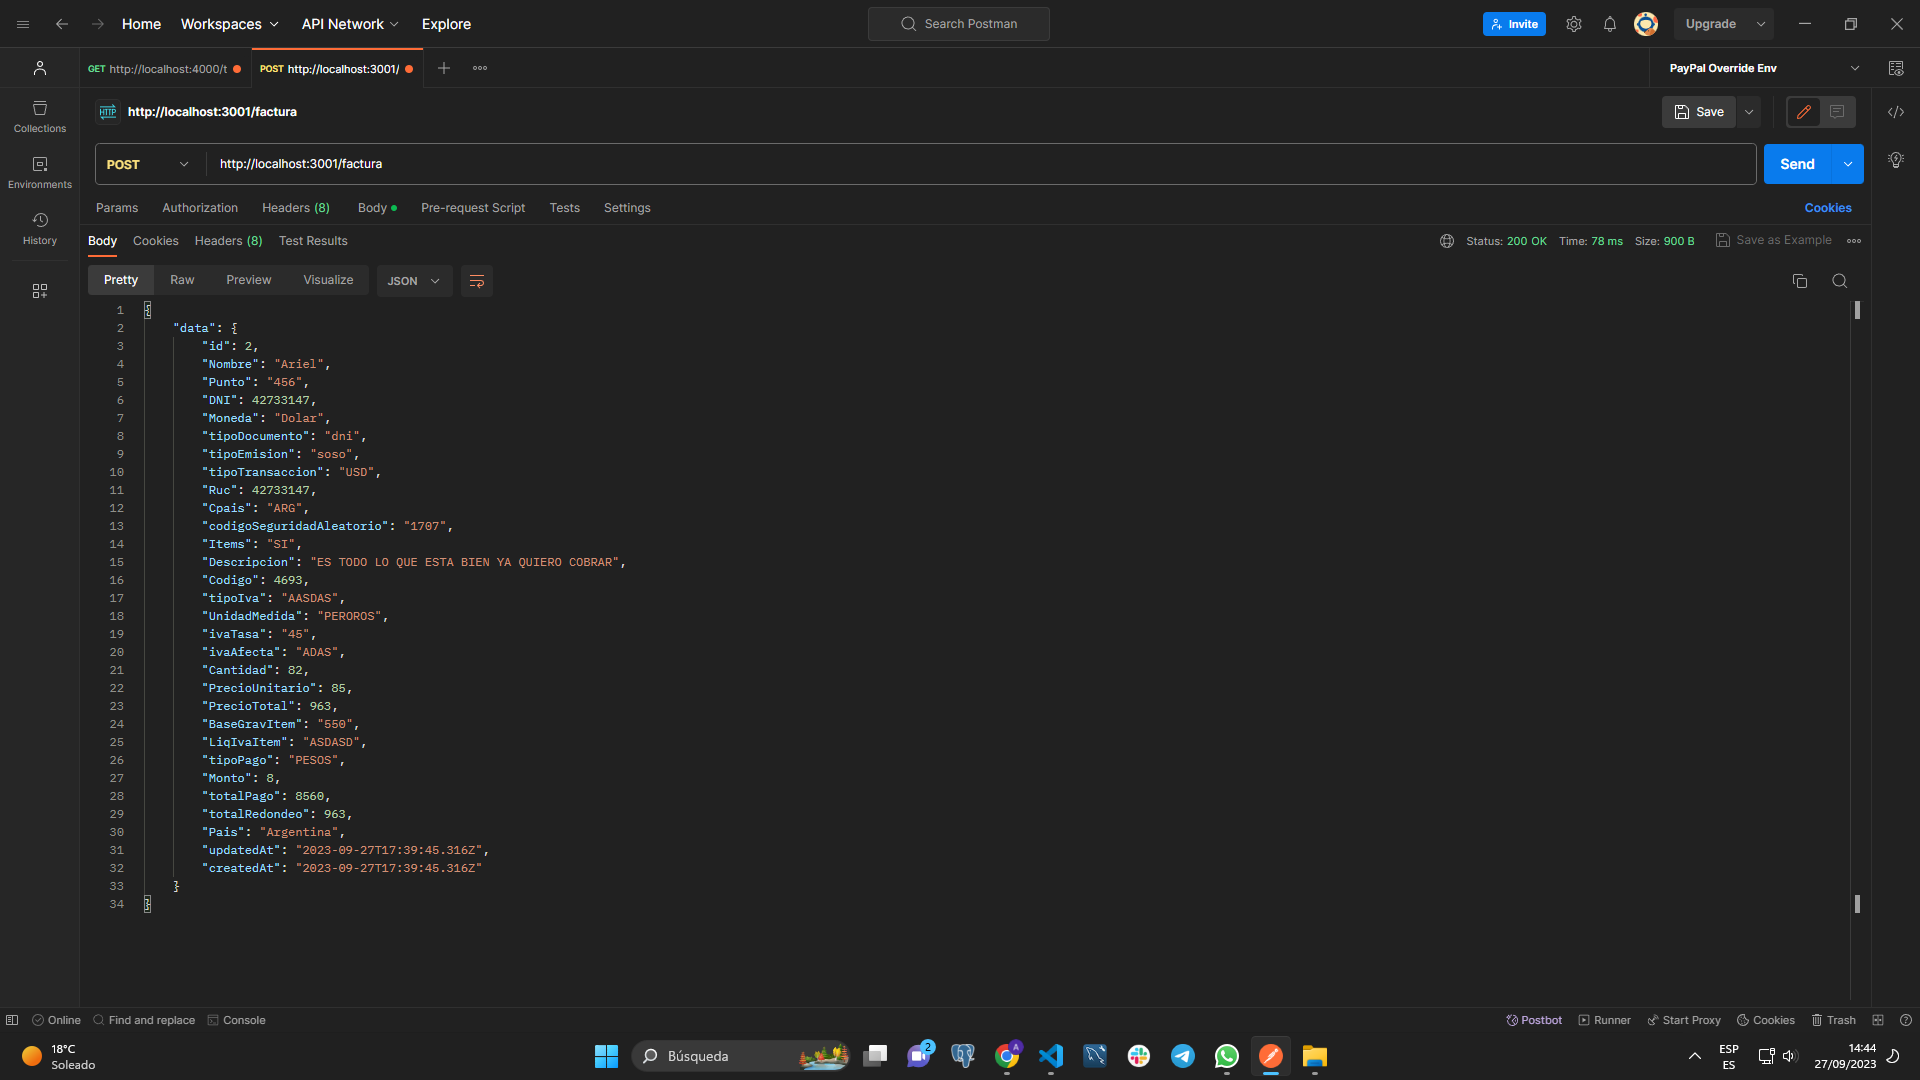 Home Workspaces API Network Explore Search Postman Invite Upgrade
GET http://localhost:4000/t POST http://localhost:3001/ PayPal Override Env
HTTP http://localhost:3001/factura Save
Collections
Environments
History
POST http://localhost:3001/factura Send
Params Authorization Headers (8) Body Pre-request Script Tests Settings Cookies
Body Cookies Headers (8) Test Results Status: 200 OK Time: 78 ms Size: 900 B Save as Example
Pretty Raw Preview Visualize JSON
1 {
2 "data": {
3 "id": 2,
4 "Nombre": "Ariel",
5 "Punto": "456",
6 "DNI": 42733147,
7 "Moneda": "Dolar",
8 "tipoDocumento": "dni",
9 "tipoEmision": "soso",
10 "tipoTransaccion": "USD",
11 "Ruc": 42733147,
12 "Cpais": "ARG",
13 "codigoSeguridadAleatorio": "1707",
14 "Items": "SI",
15 "Descripcion": "ES TODO LO QUE ESTA BIEN YA QUIERO COBRAR",
16 "Codigo": 4693,
17 "tipoIva": "AASDAS",
18 "UnidadMedida": "PEROROS",
19 "ivaTasa": "45",
20 "ivaAfecta": "ADAS",
21 "Cantidad": 82,
22 "PrecioUnitario": 85,
23 "PrecioTotal": 963,
24 "BaseGravItem": "550",
25 "LiqIvaItem": "ASDASD",
26 "tipoPago": "PESOS",
27 "Monto": 8,
28 "totalPago": 8560,
29 "totalRedondeo": 963,
30 "Pais": "Argentina",
31 "updatedAt": "2023-09-27T17:39:45.316Z",
32 "createdAt": "2023-09-27T17:39:45.316Z"
33 }
34 }
Online Find and replace Console Postbot Runner Start Proxy Cookies Trash
18°C
Soleado
Búsqueda
2
A
ESP
ES
14:44
27/09/2023